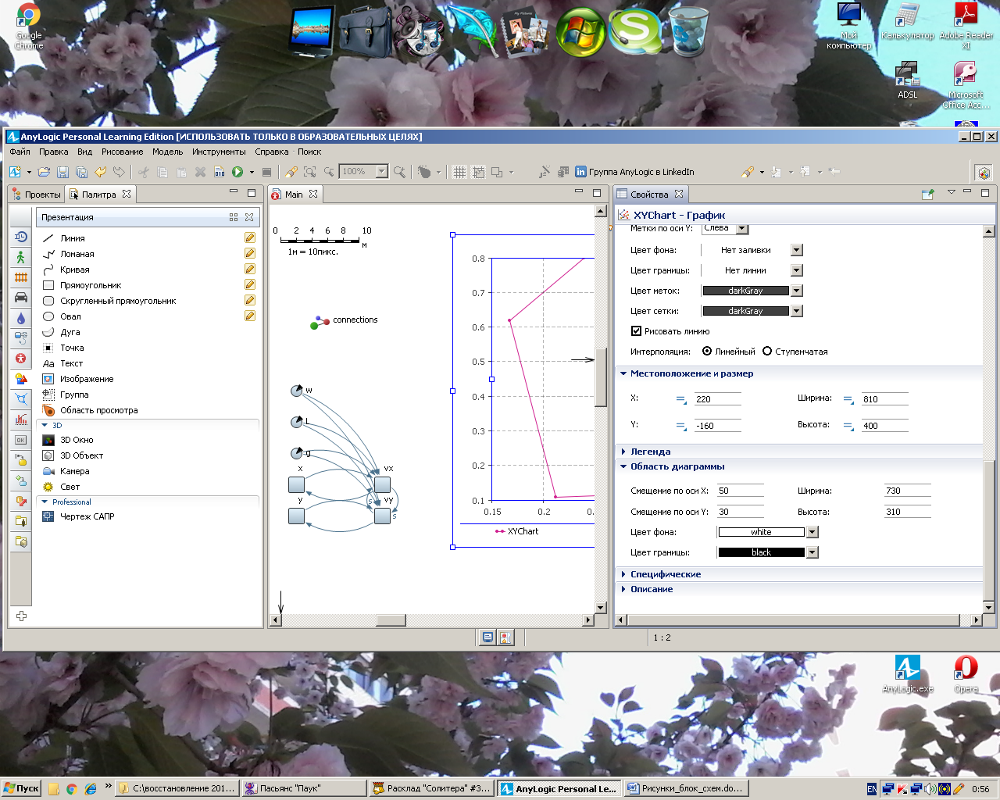 Google
Chrome
Мой
компьютер
Калькулятор
Adobe Reader
XI
ADSL
Microsoft
Office Acc...
AnyLogic Personal Learning Edition [ИСПОЛЬЗОВАТЬ ТОЛЬКО В ОБРАЗОВАТЕЛЬНЫХ ЦЕЛЯХ]
Файл Правка Вид Рисование Модель Инструменты Справка Поиск
100%
Группа AnyLogic в LinkedIn
Проекты
Палитра
Презентация
Линия
Ломаная
Кривая
Прямоугольник
Скругленный прямоугольник
Овал
Дуга
Точка
Aa Текст
Изображение
Группа
Область просмотра
3D
3D Окно
3D Объект
Камера
Свет
Professional
Чертеж САПР
Main
0 2 4 6 8 10
м
1м = 10пикс.
connections
w
L
g
x
vx
y
vy
s
s
0.8
0.7
0.6
0.5
0.4
0.3
0.2
0.1
0.15 0.2
XYChart
Свойства
XYChart - График
Метки по оси Y: Слева
Цвет фона: Нет заливки
Цвет границы: Нет линии
Цвет меток: darkGray
Цвет сетки: darkGray
Рисовать линию
Интерполяция: Линейный Ступенчатая
Местоположение и размер
X: 220 Ширина: 810
Y: -160 Высота: 400
Легенда
Область диаграммы
Смещение по оси X: 50 Ширина: 730
Смещение по оси Y: 30 Высота: 310
Цвет фона: white
Цвет границы: black
Специфические
Описание
1 : 2
AnyLogic.exe
Opera
Пуск
»
C:\восстановление 201...
Пасьянс "Паук"
Расклад "Солитера" #3...
AnyLogic Personal Le...
Рисунки_блок_схем.do...
EN
0:56